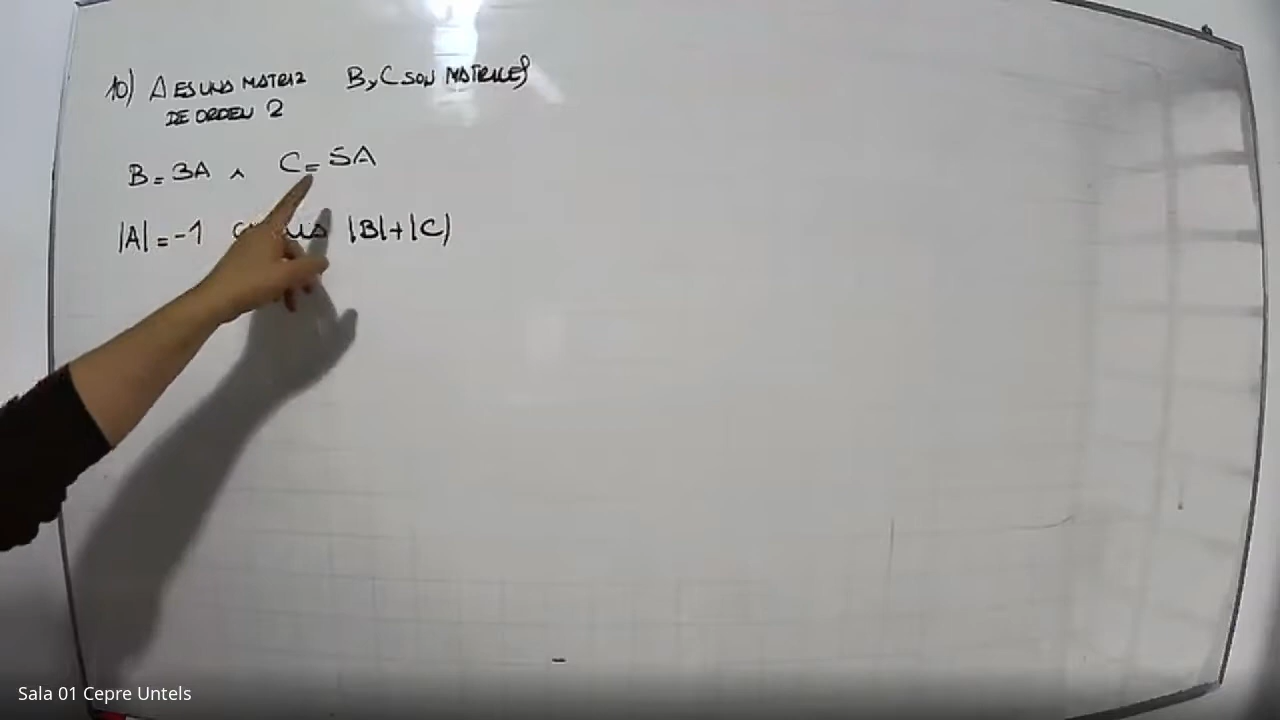 10) A ES UNA MATRIZ B y C SON MATRICES
DE ORDEN 2
B = 3A ∧ C = 5A
|A| = -1 |B| + |C|
Sala 01 Cepre Untels